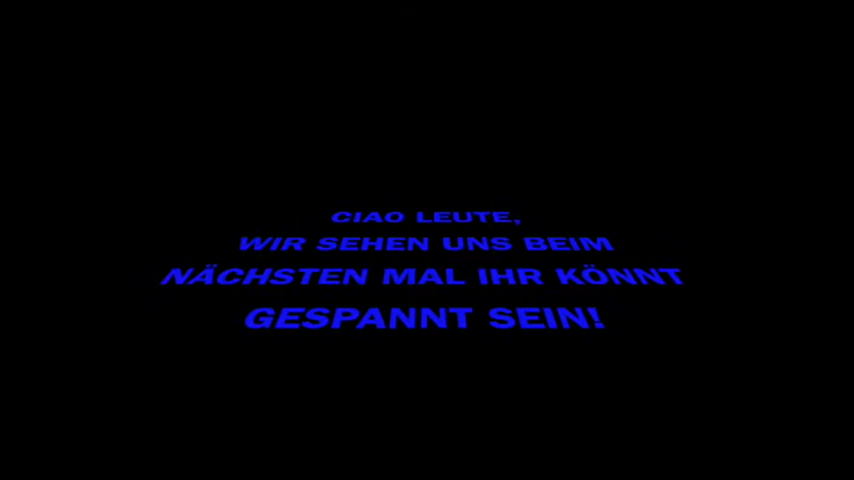 CIAO LEUTE,
WIR SEHEN UNS BEIM
NÄCHSTEN MAL IHR KÖNNT
GESPANNT SEIN!